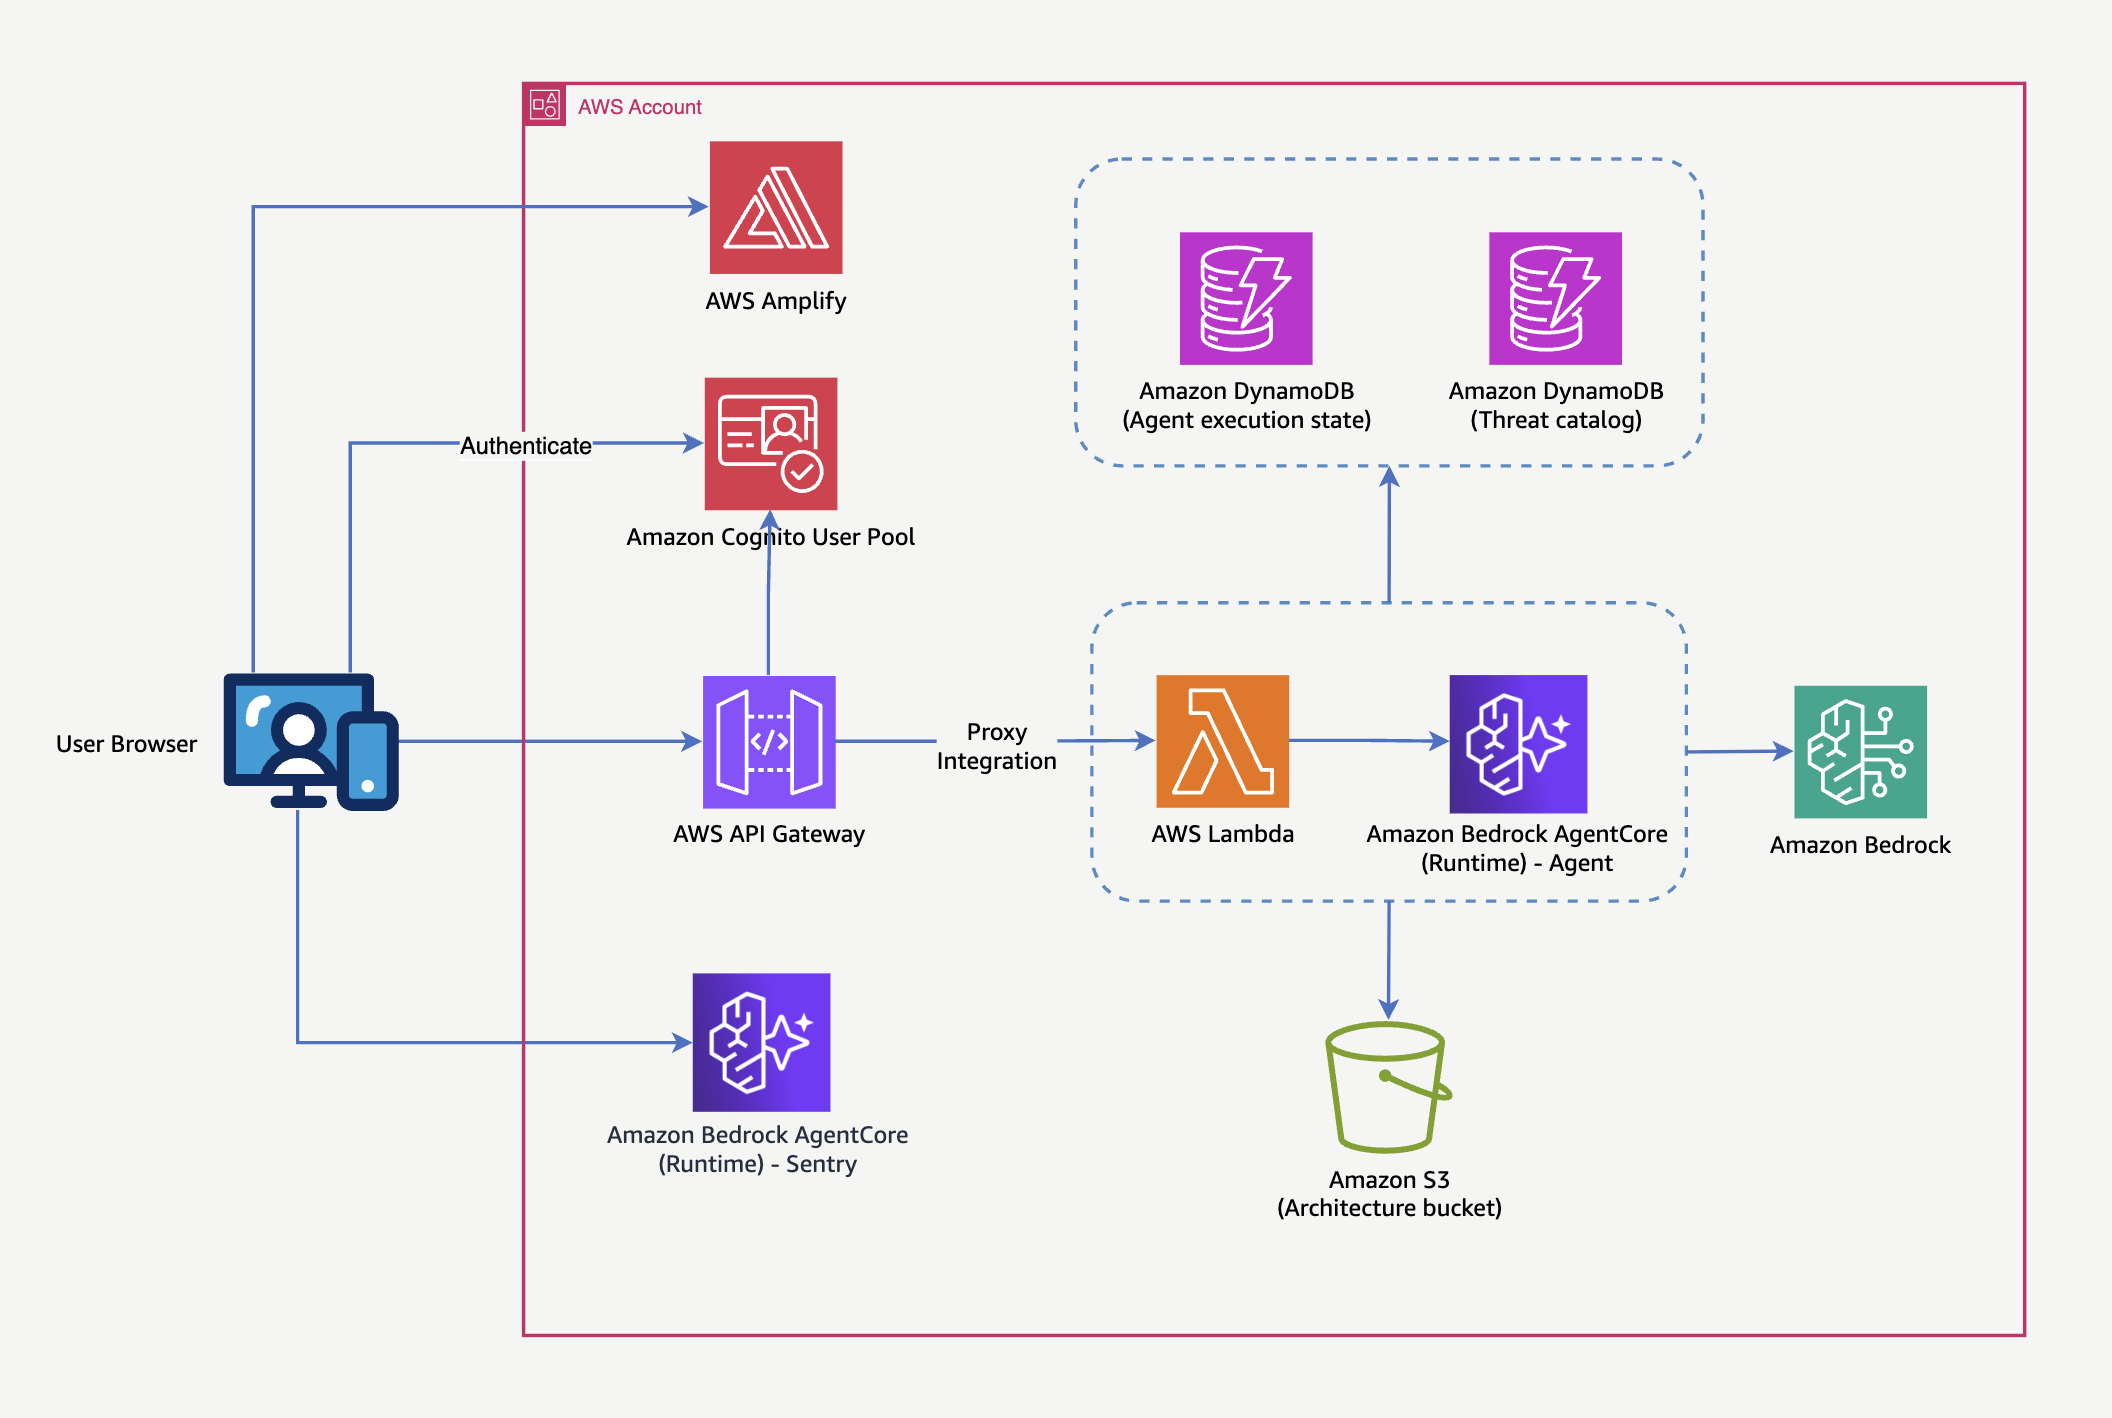 AWS Account
AWS Amplify
Amazon DynamoDB
(Agent execution state)
Amazon DynamoDB
(Threat catalog)
Authenticate
Amazon Cognito User Pool
User Browser
AWS API Gateway
Proxy
Integration
AWS Lambda
Amazon Bedrock AgentCore
(Runtime) - Agent
Amazon Bedrock
Amazon Bedrock AgentCore
(Runtime) - Sentry
Amazon S3
(Architecture bucket)